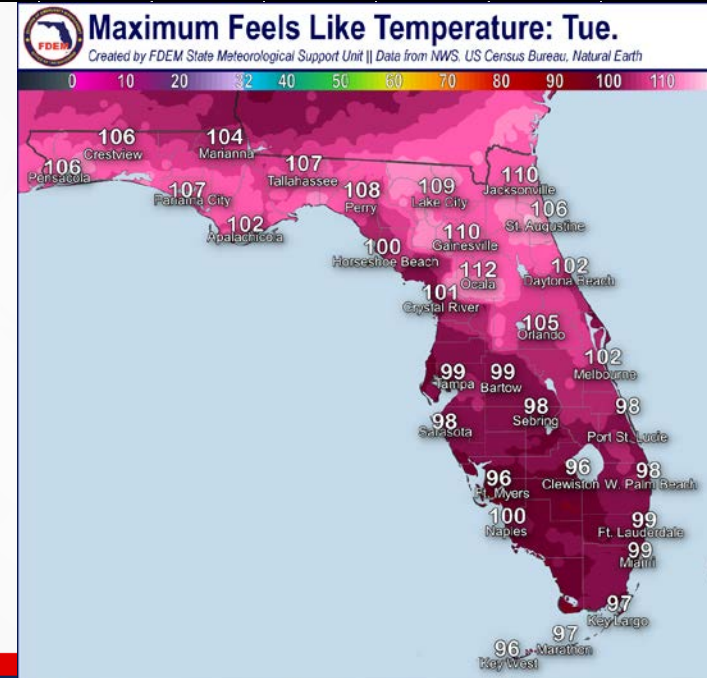 FDEM
Maximum Feels Like Temperature: Tue.
Created by FDEM State Meteorological Support Unit || Data from NWS, US Census Bureau, Natural Earth
0 10 20 32 40 50 60 70 80 90 100 110
106
Crestview
104
Marianna
106
Pensacola
107
Tallahassee
107
Panama City
108
Perry
109
Lake City
110
Jacksonville
102
Apalachicola
106
St. Augustine
110
Gainesville
100
Horseshoe Beach
112
Ocala
102
Daytona Beach
101
Crystal River
105
Orlando
102
Melbourne
99
Tampa
99
Bartow
98
Sarasota
98
Sebring
98
Port St. Lucie
96
Ft. Myers
96
Clewiston
98
W. Palm Beach
100
Naples
99
Ft. Lauderdale
99
Miami
97
Key Largo
97
Marathon
96
Key West